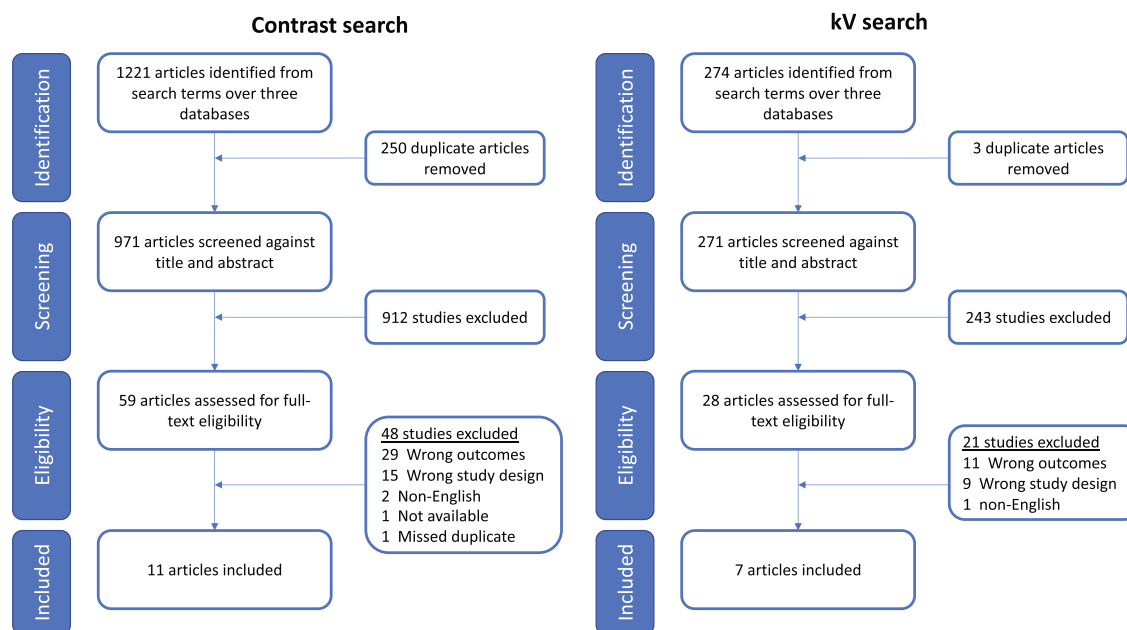 Contrast search
Identification
1221 articles identified from
search terms over three
databases
250 duplicate articles
removed
Screening
971 articles screened against
title and abstract
912 studies excluded
Eligibility
59 articles assessed for full-
text eligibility
48 studies excluded
29 Wrong outcomes
15 Wrong study design
2 Non-English
1 Not available
1 Missed duplicate
Included
11 articles included
kV search
Identification
274 articles identified from
search terms over three
databases
3 duplicate articles
removed
Screening
271 articles screened against
title and abstract
243 studies excluded
Eligibility
28 articles assessed for full-
text eligibility
21 studies excluded
11 Wrong outcomes
9 Wrong study design
1 non-English
Included
7 articles included